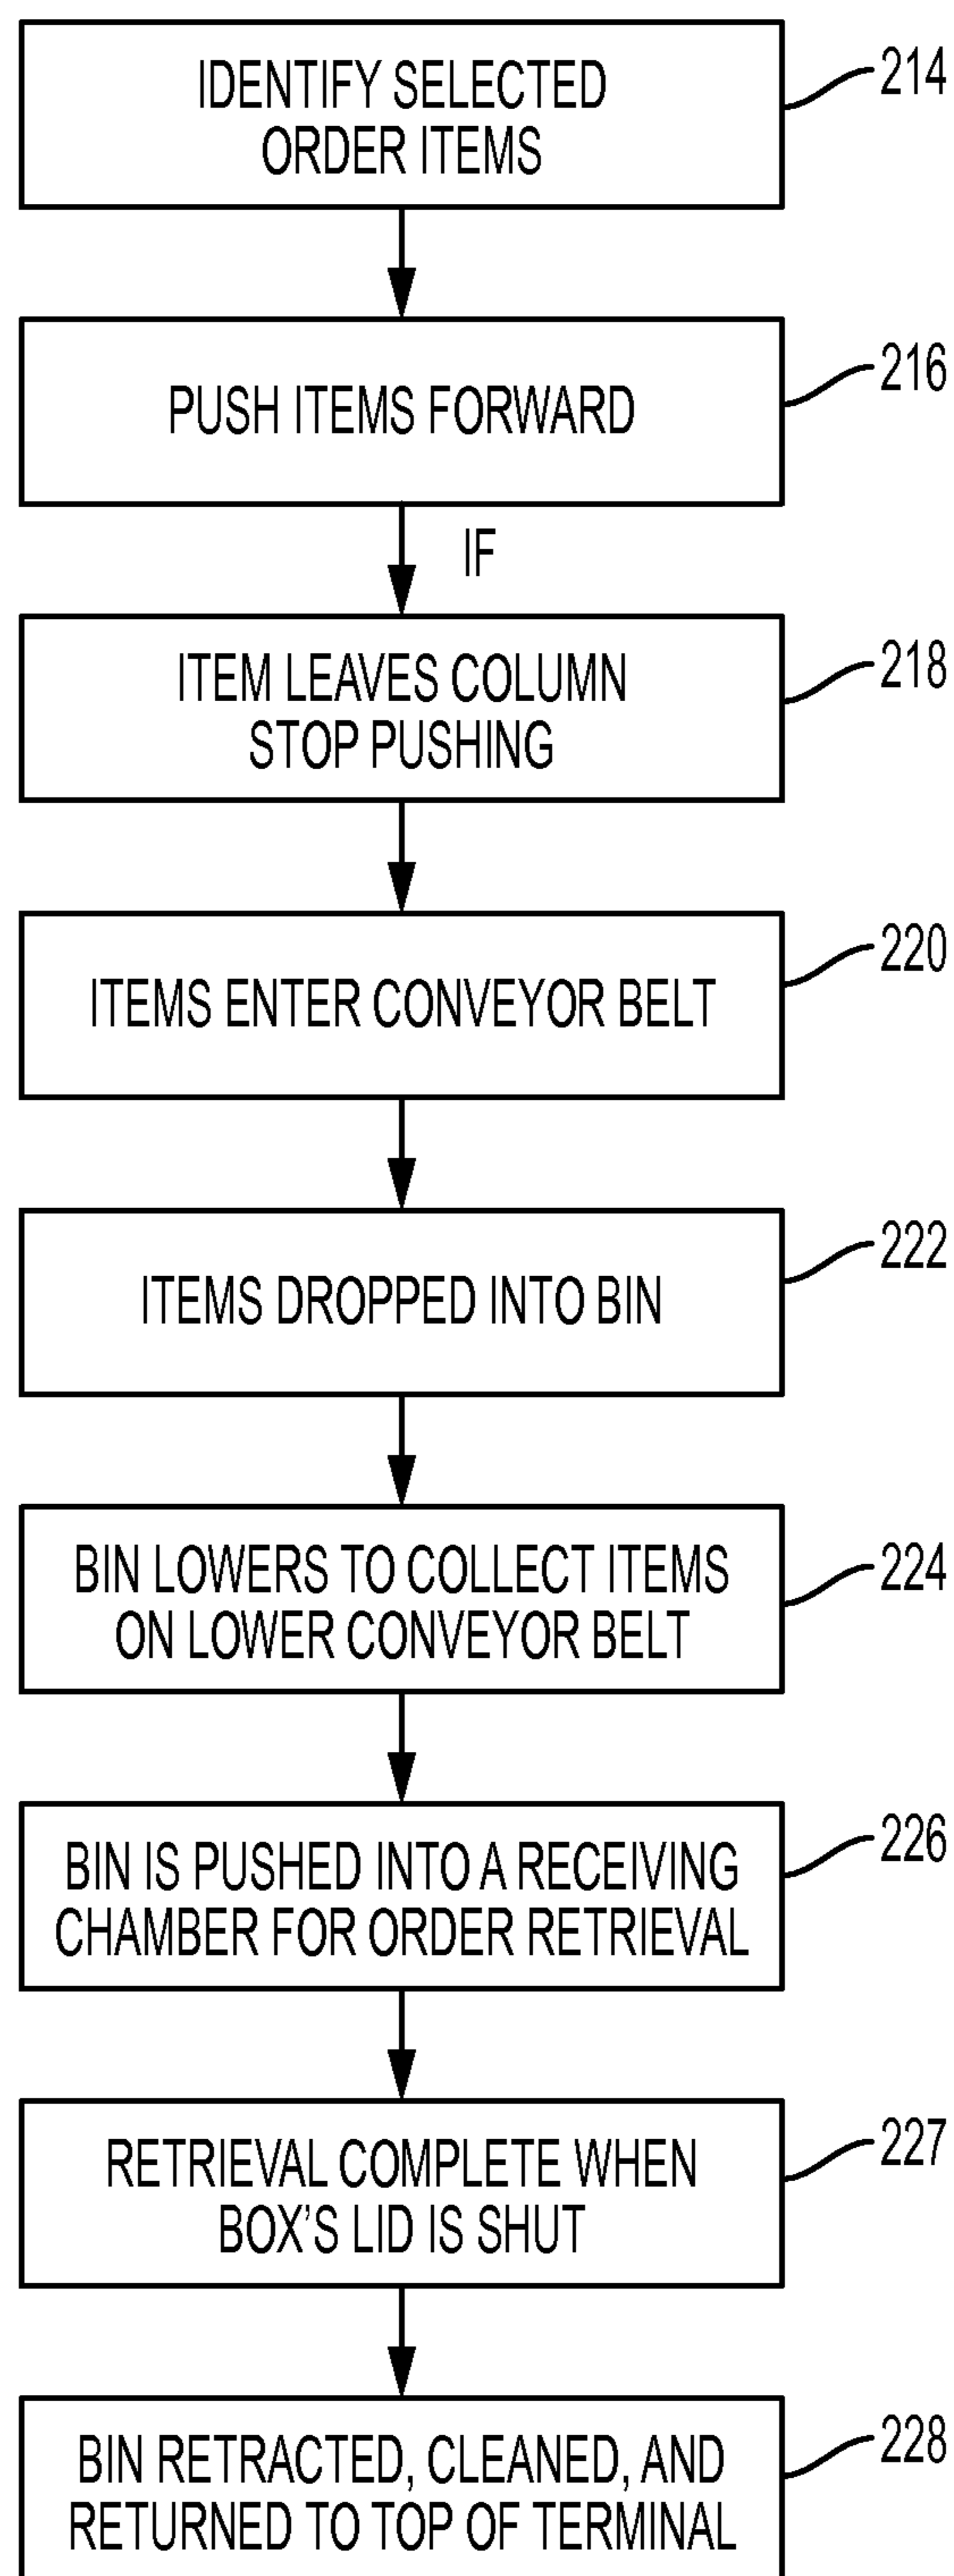 IDENTIFY SELECTED
ORDER ITEMS
214
PUSH ITEMS FORWARD
216
IF
ITEM LEAVES COLUMN
STOP PUSHING
218
ITEMS ENTER CONVEYOR BELT
220
ITEMS DROPPED INTO BIN
222
BIN LOWERS TO COLLECT ITEMS
ON LOWER CONVEYOR BELT
224
BIN IS PUSHED INTO A RECEIVING
CHAMBER FOR ORDER RETRIEVAL
226
RETRIEVAL COMPLETE WHEN
BOX'S LID IS SHUT
227
BIN RETRACTED, CLEANED, AND
RETURNED TO TOP OF TERMINAL
228